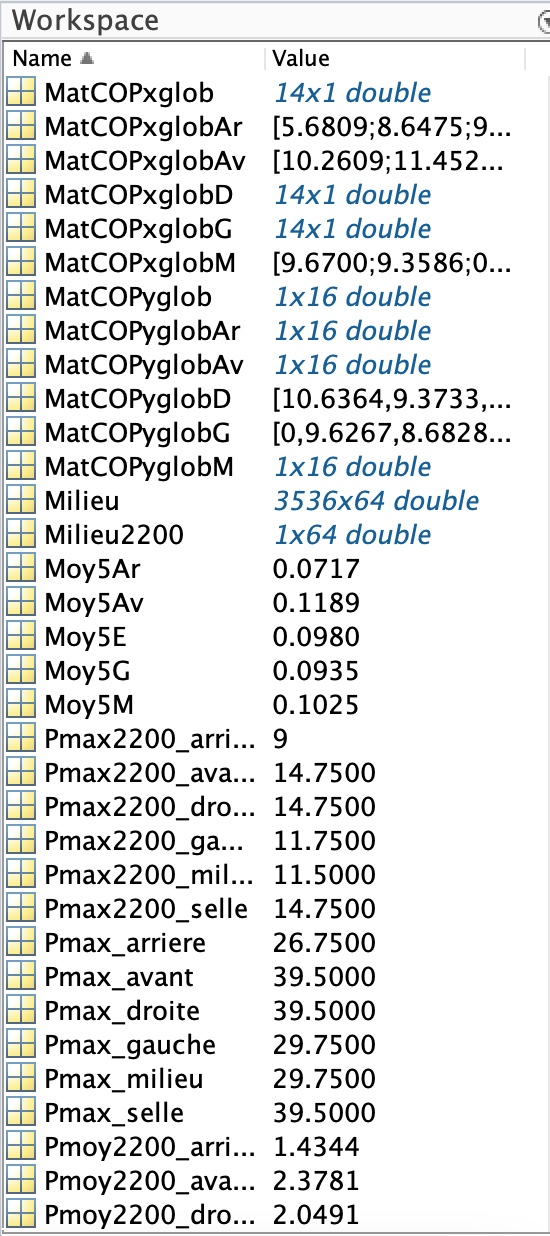 Workspace
Name Value
MatCOPxglob 14x1 double
MatCOPxglobAr [5.6809;8.6475;9...
MatCOPxglobAv [10.2609;11.452...
MatCOPxglobD 14x1 double
MatCOPxglobG 14x1 double
MatCOPxglobM [9.6700;9.3586;0...
MatCOPyglob 1x16 double
MatCOPyglobAr 1x16 double
MatCOPyglobAv 1x16 double
MatCOPyglobD [10.6364,9.3733,...
MatCOPyglobG [0,9.6267,8.6828...
MatCOPyglobM 1x16 double
Milieu 3536x64 double
Milieu2200 1x64 double
Moy5Ar 0.0717
Moy5Av 0.1189
Moy5E 0.0980
Moy5G 0.0935
Moy5M 0.1025
Pmax2200_arri... 9
Pmax2200_ava... 14.7500
Pmax2200_dro... 14.7500
Pmax2200_ga... 11.7500
Pmax2200_mil... 11.5000
Pmax2200_selle 14.7500
Pmax_arriere 26.7500
Pmax_avant 39.5000
Pmax_droite 39.5000
Pmax_gauche 29.7500
Pmax_milieu 29.7500
Pmax_selle 39.5000
Pmoy2200_arri... 1.4344
Pmoy2200_ava... 2.3781
Pmoy2200_dro... 2.0491